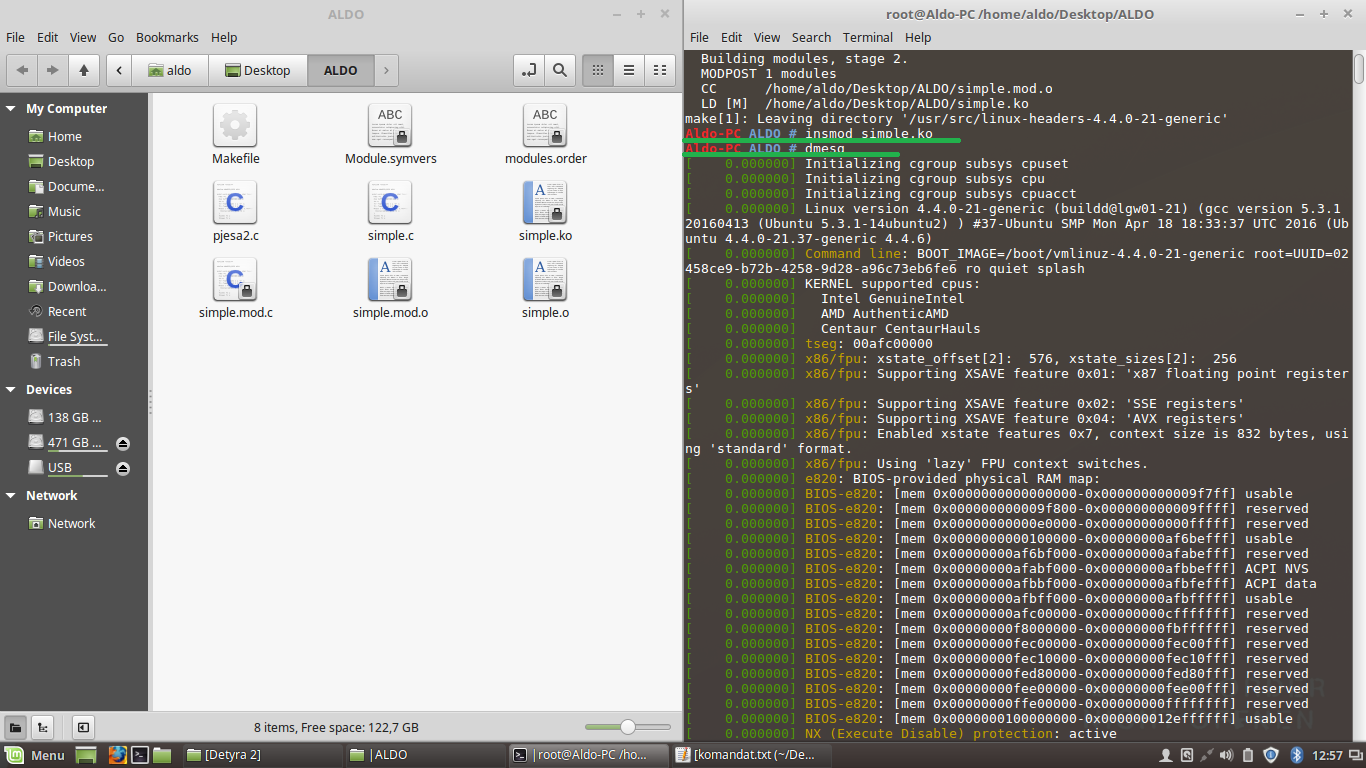 ALDO
File Edit View Go Bookmarks Help
aldo Desktop ALDO
My Computer
Home
Desktop
Docume...
Music
Pictures
Videos
Downloa...
Recent
File Syst...
Trash
Devices
138 GB ...
471 GB ...
USB
Network
Network
Makefile Module.symvers modules.order
pjesa2.c simple.c simple.ko
simple.mod.c simple.mod.o simple.o
8 items, Free space: 122,7 GB
root@Aldo-PC /home/aldo/Desktop/ALDO
File Edit View Search Terminal Help
Building modules, stage 2.
MODPOST 1 modules
CC /home/aldo/Desktop/ALDO/simple.mod.o
LD [M] /home/aldo/Desktop/ALDO/simple.ko
make[1]: Leaving directory '/usr/src/linux-headers-4.4.0-21-generic'
Aldo-PC ALDO # insmod simple.ko
Aldo-PC ALDO # dmesg
[ 0.000000] Initializing cgroup subsys cpuset
[ 0.000000] Initializing cgroup subsys cpu
[ 0.000000] Initializing cgroup subsys cpuacct
[ 0.000000] Linux version 4.4.0-21-generic (buildd@lgw01-21) (gcc version 5.3.1
20160413 (Ubuntu 5.3.1-14ubuntu2) ) #37-Ubuntu SMP Mon Apr 18 18:33:37 UTC 2016 (Ub
untu 4.4.0-21.37-generic 4.4.6)
[ 0.000000] Command line: BOOT_IMAGE=/boot/vmlinuz-4.4.0-21-generic root=UUID=02
458ce9-b72b-4258-9d28-a96c73eb6fe6 ro quiet splash
[ 0.000000] KERNEL supported cpus:
[ 0.000000] Intel GenuineIntel
[ 0.000000] AMD AuthenticAMD
[ 0.000000] Centaur CentaurHauls
[ 0.000000] tseg: 00afc00000
[ 0.000000] x86/fpu: xstate_offset[2]: 576, xstate_sizes[2]: 256
[ 0.000000] x86/fpu: Supporting XSAVE feature 0x01: 'x87 floating point register
s'
[ 0.000000] x86/fpu: Supporting XSAVE feature 0x02: 'SSE registers'
[ 0.000000] x86/fpu: Supporting XSAVE feature 0x04: 'AVX registers'
[ 0.000000] x86/fpu: Enabled xstate features 0x7, context size is 832 bytes, usi
ng 'standard' format.
[ 0.000000] x86/fpu: Using 'lazy' FPU context switches.
[ 0.000000] e820: BIOS-provided physical RAM map:
[ 0.000000] BIOS-e820: [mem 0x0000000000000000-0x000000000009f7ff] usable
[ 0.000000] BIOS-e820: [mem 0x000000000009f800-0x000000000009ffff] reserved
[ 0.000000] BIOS-e820: [mem 0x00000000000e0000-0x00000000000fffff] reserved
[ 0.000000] BIOS-e820: [mem 0x0000000000100000-0x00000000af6befff] usable
[ 0.000000] BIOS-e820: [mem 0x00000000af6bf000-0x00000000afabefff] reserved
[ 0.000000] BIOS-e820: [mem 0x00000000afabf000-0x00000000afbbefff] ACPI NVS
[ 0.000000] BIOS-e820: [mem 0x00000000afbbf000-0x00000000afbfefff] ACPI data
[ 0.000000] BIOS-e820: [mem 0x00000000afbff000-0x00000000afbfffff] usable
[ 0.000000] BIOS-e820: [mem 0x00000000afc00000-0x00000000cfffffff] reserved
[ 0.000000] BIOS-e820: [mem 0x00000000f8000000-0x00000000fbffffff] reserved
[ 0.000000] BIOS-e820: [mem 0x00000000fec00000-0x00000000fec00fff] reserved
[ 0.000000] BIOS-e820: [mem 0x00000000fec10000-0x00000000fec10fff] reserved
[ 0.000000] BIOS-e820: [mem 0x00000000fed80000-0x00000000fed80fff] reserved
[ 0.000000] BIOS-e820: [mem 0x00000000fee00000-0x00000000fee00fff] reserved
[ 0.000000] BIOS-e820: [mem 0x00000000ffe00000-0x00000000ffffffff] reserved
[ 0.000000] BIOS-e820: [mem 0x0000000100000000-0x000000012effffff] usable
[ 0.000000] NX (Execute Disable) protection: active
Menu [Detyra 2] |ALDO |root@Aldo-PC /ho... [komandat.txt (~/De... 12:57